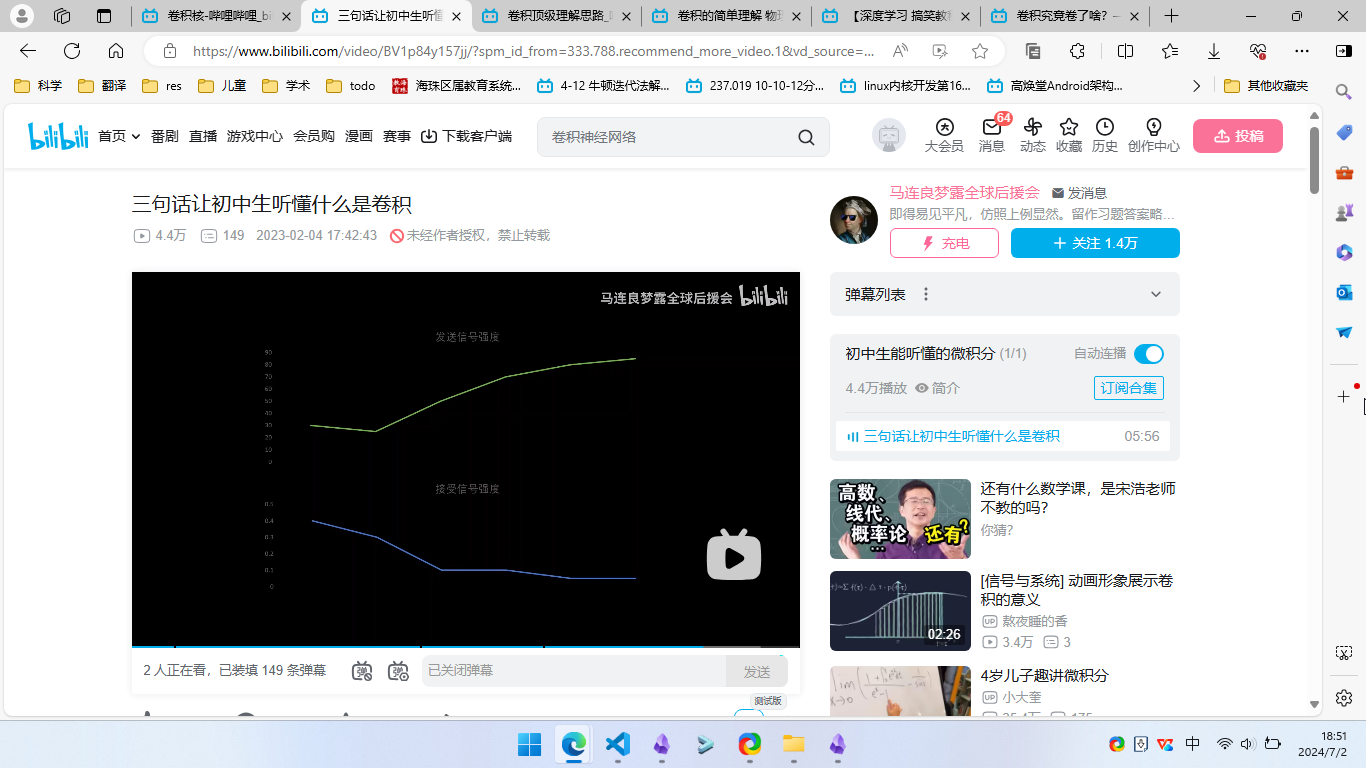 卷积核-哔哩哔哩_bi
三句话让初中生听懂
卷积顶级理解思路_
卷积的简单理解 物理
【深度学习 搞笑教
卷积究竟卷了啥？—
https://www.bilibili.com/video/BV1p84y157jj/?spm_id_from=333.788.recommend_more_video.1&vd_source=...
科学
翻译
res
儿童
学术
todo
海珠区属教育系统...
4-12 牛顿迭代法解...
237.019 10-10-12分...
linux内核开发第16...
高焕堂Android架构...
其他收藏夹
bilibili
首页
番剧
直播
游戏中心
会员购
漫画
赛事
下载客户端
卷积神经网络
大会员
64
消息
动态
收藏
历史
创作中心
投稿
三句话让初中生听懂什么是卷积
4.4万
149
2023-02-04 17:42:43
未经作者授权，禁止转载
马连良梦露全球后援会
发消息
即得易见平凡，仿照上例显然。留作习题答案略...
充电
+ 关注 1.4万
马连良梦露全球后援会 bilibili
发送信号强度
90
80
70
60
50
40
30
20
10
0
接受信号强度
0.5
0.4
0.3
0.2
0.1
0
2 人正在看，已装填 149 条弹幕
弹
弹
已关闭弹幕
发送
测试版
弹幕列表
初中生能听懂的微积分 (1/1)
自动连播
4.4万播放
简介
订阅合集
三句话让初中生听懂什么是卷积
05:56
高数、
线代、
概率论
...
还有?
还有什么数学课，是宋浩老师
不教的吗？
你猜？
02:26
[信号与系统] 动画形象展示卷
积的意义
UP 熬夜睡的香
3.4万
3
4岁儿子趣讲微积分
UP 小大奎
中
18:51
2024/7/2